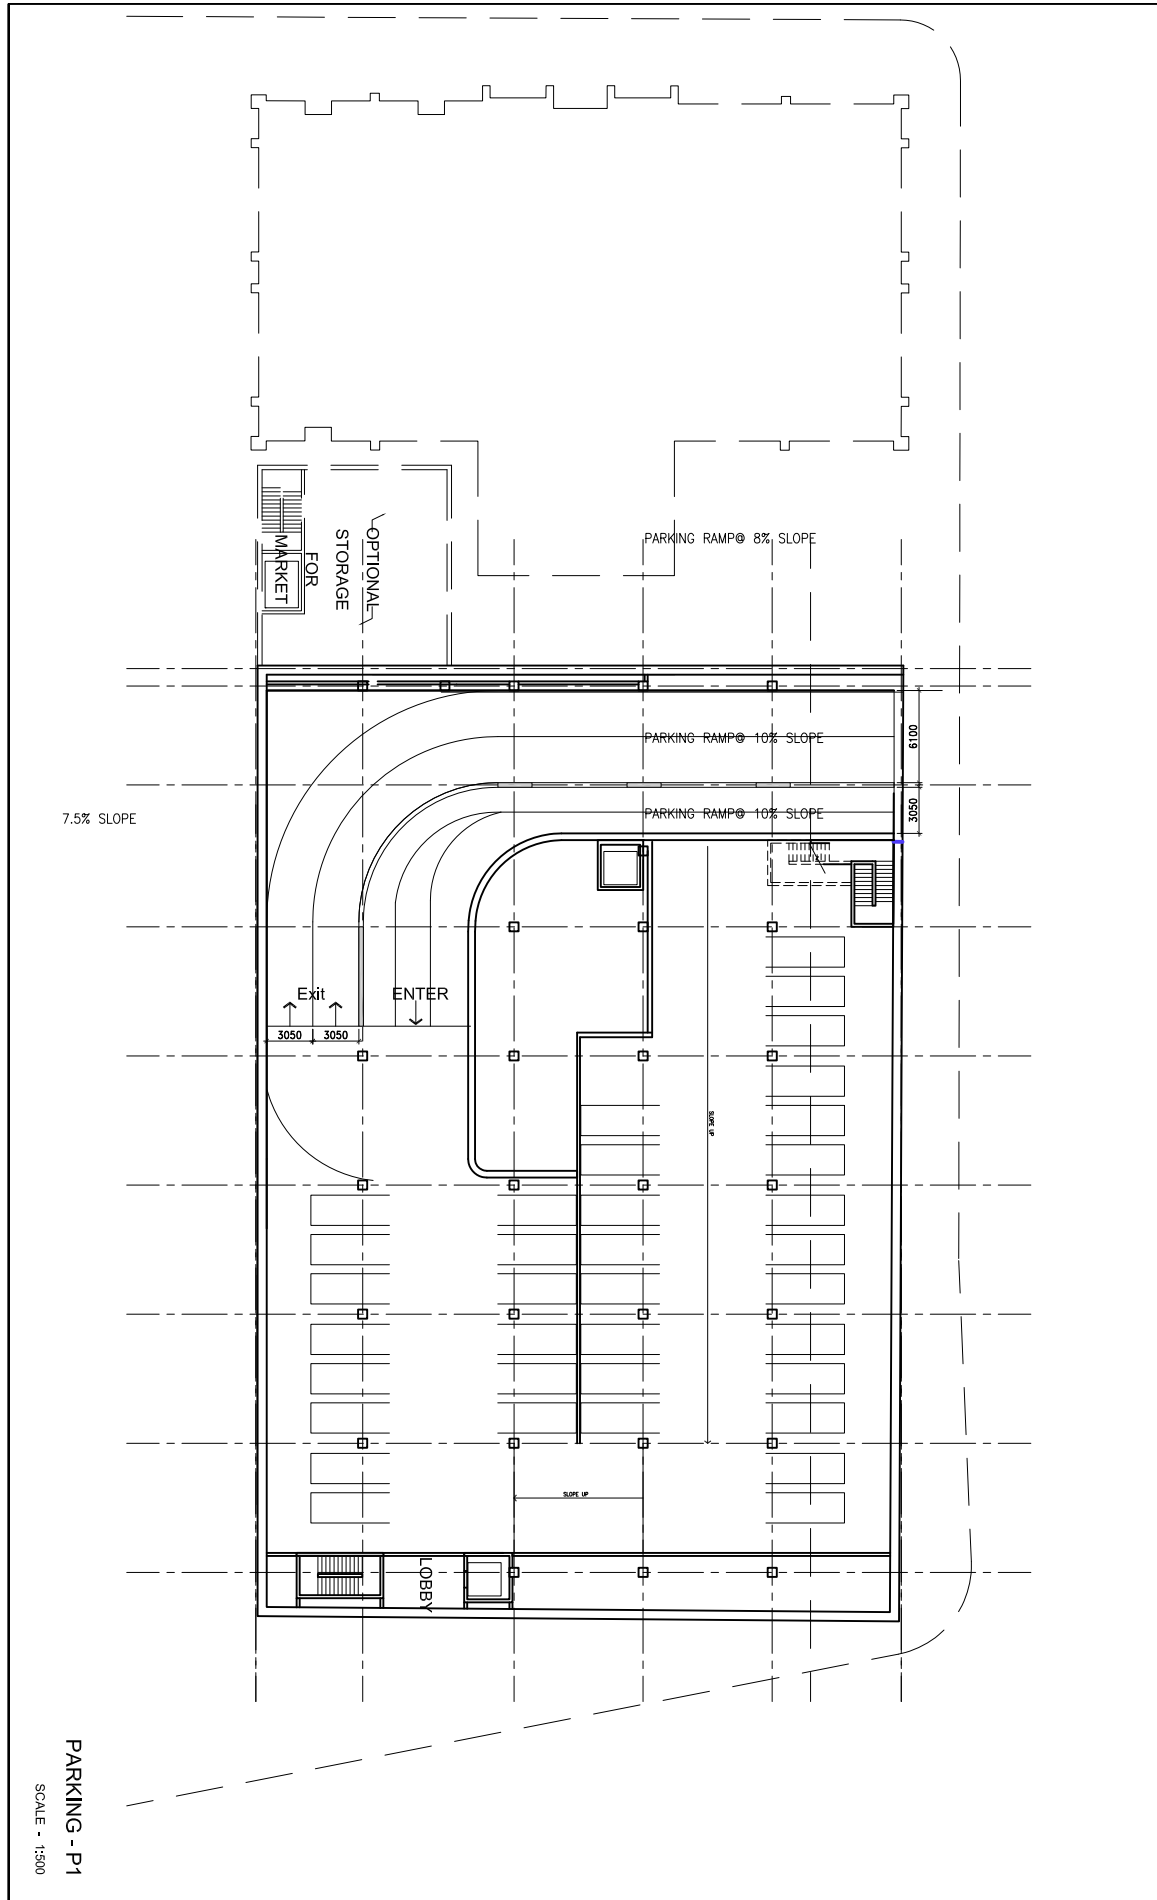 OPTIONAL
STORAGE
FOR
MARKET
PARKING RAMP@ 8% SLOPE
PARKING RAMP@ 10% SLOPE
6100
7.5% SLOPE
PARKING RAMP@ 10% SLOPE
3050
Exit
ENTER
3050
3050
SLOPE UP
SLOPE UP
LOBBY
PARKING - P1
SCALE - 1:500